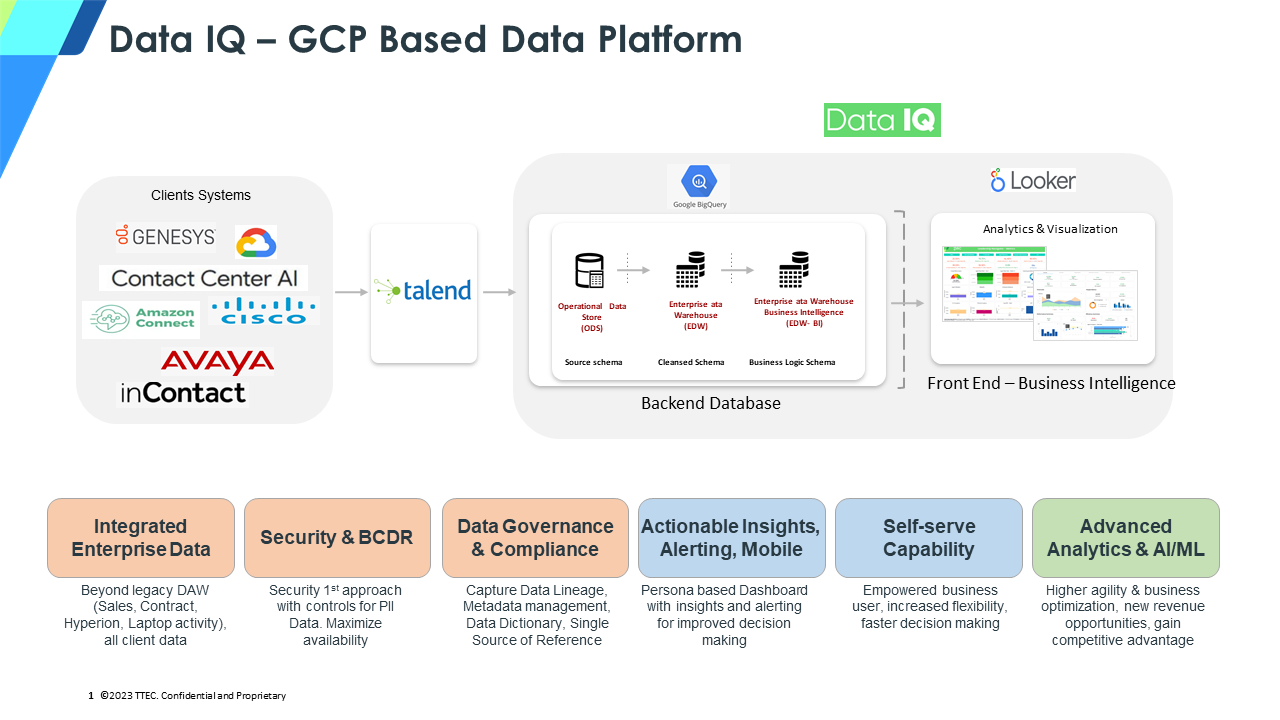 Data IQ – GCP Based Data Platform
Data IQ
Clients Systems
GENESYS
Contact Center AI
Amazon
Connect
CISCO
AVAYA
inContact
talend
Google BigQuery
Operational Data
Store
(ODS)
Source schema
Enterprise ata
Warehouse
(EDW)
Cleansed Schema
Enterprise ata Warehouse
Business Intelligence
(EDW- BI)
Business Logic Schema
Backend Database
Looker
Analytics & Visualization
Front End – Business Intelligence
Integrated
Enterprise Data
Beyond legacy DAW
(Sales, Contract,
Hyperion, Laptop activity),
all client data
Security & BCDR
Security 1st approach
with controls for PII
Data. Maximize
availability
Data Governance
& Compliance
Capture Data Lineage,
Metadata management,
Data Dictionary, Single
Source of Reference
Actionable Insights,
Alerting, Mobile
Persona based Dashboard
with insights and alerting
for improved decision
making
Self-serve
Capability
Empowered business
user, increased flexibility,
faster decision making
Advanced
Analytics & AI/ML
Higher agility & business
optimization, new revenue
opportunities, gain
competitive advantage
1 ©2023 TTEC. Confidential and Proprietary